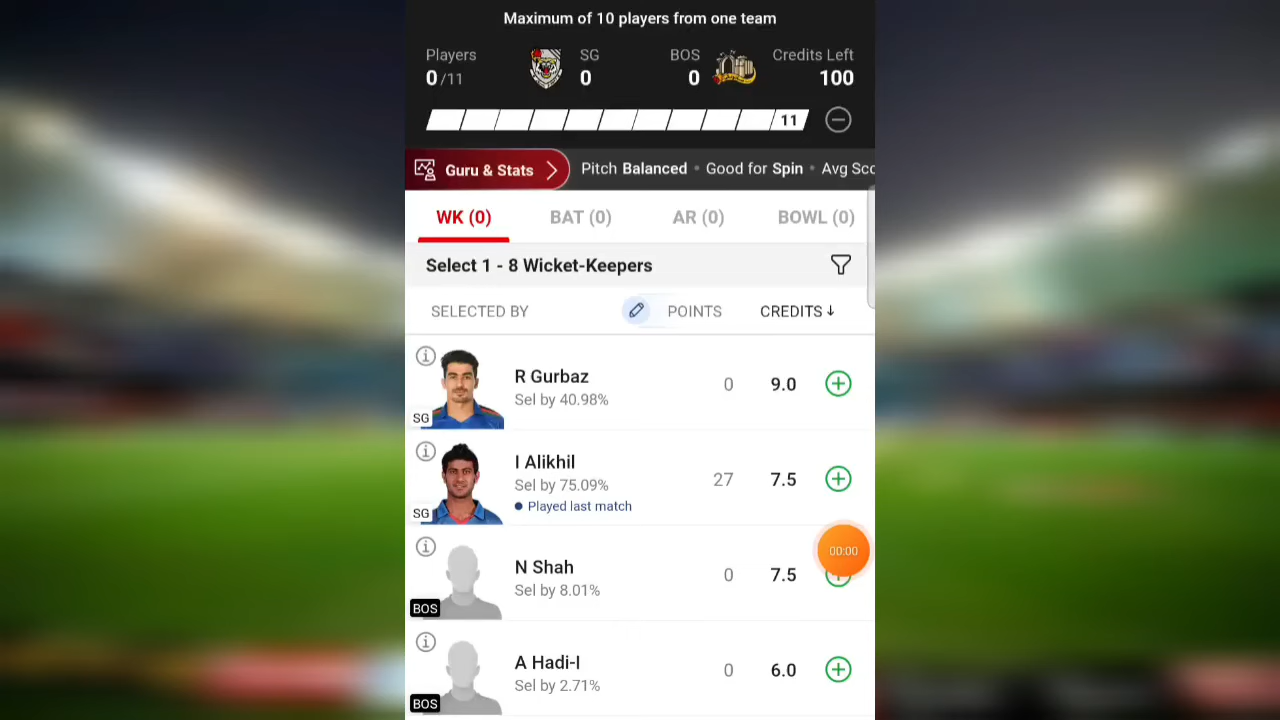 Maximum of 10 players from one team
Players SG BOS Credits Left
0/11 0 0 100
11
Guru & Stats Pitch Balanced • Good for Spin • Avg Sco
WK (0) BAT (0) AR (0) BOWL (0)
Select 1 - 8 Wicket-Keepers
SELECTED BY POINTS CREDITS ↓
R Gurbaz 0 9.0
Sel by 40.98%
SG
I Alikhil 27 7.5
Sel by 75.09%
Played last match
SG
00:00
N Shah 0 7.5
Sel by 8.01%
BOS
A Hadi-I 0 6.0
Sel by 2.71%
BOS